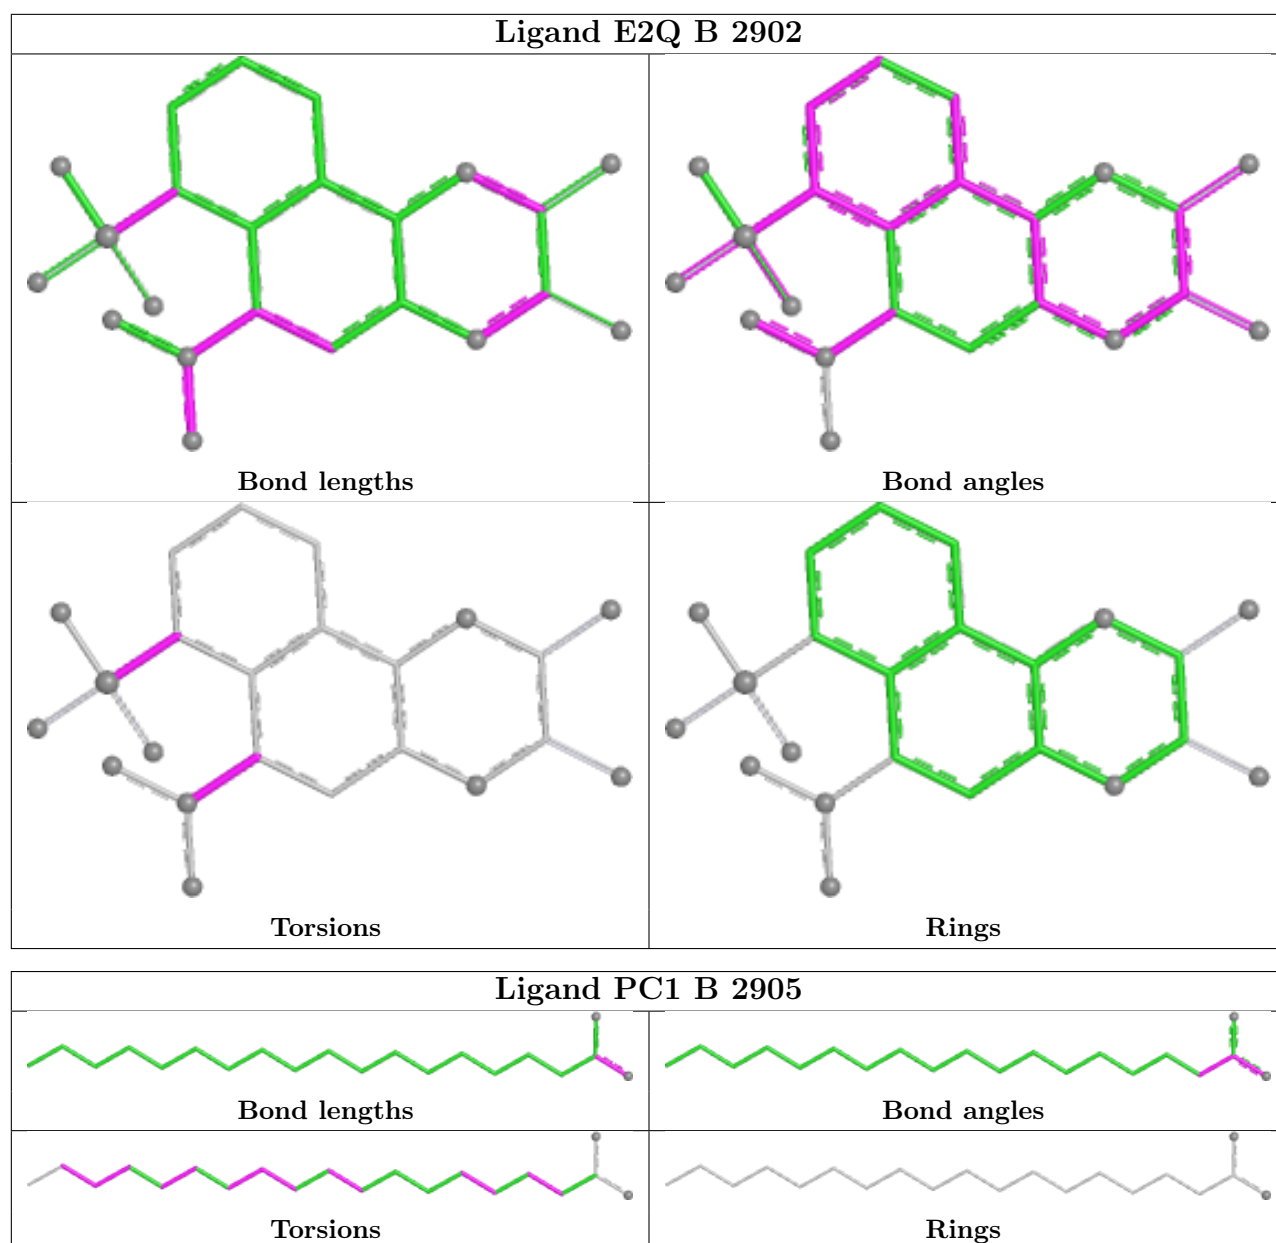 Ligand E2Q B 2902
Bond lengths
Bond angles
Torsions
Rings
Ligand PC1 B 2905
Bond lengths
Bond angles
Torsions
Rings